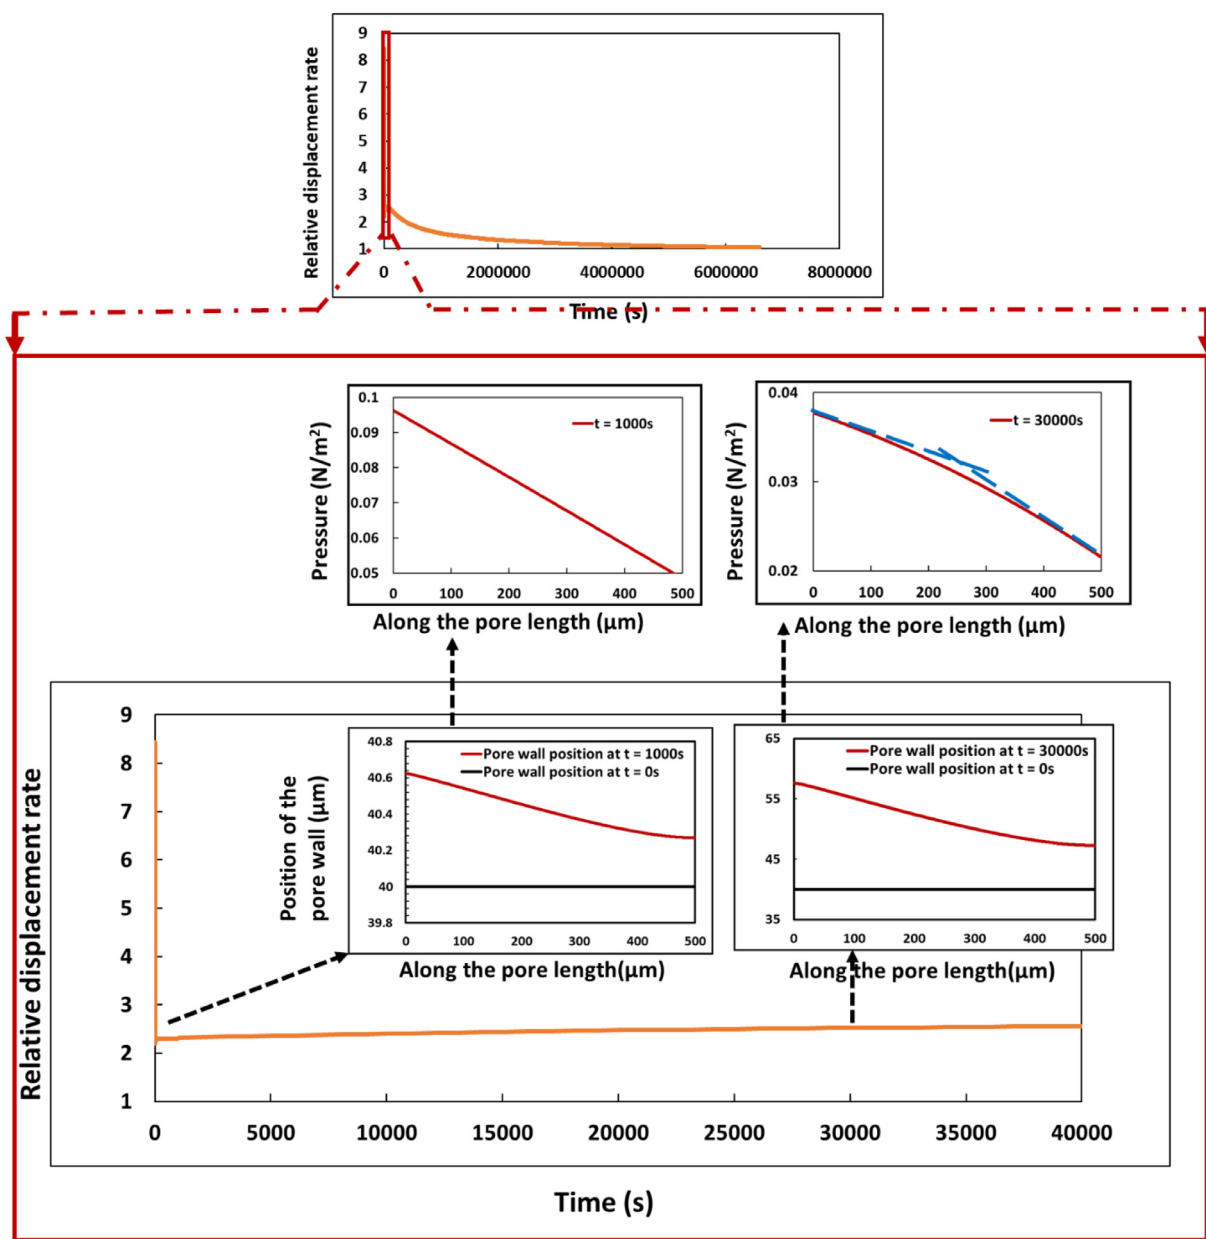 Relative displacement rate
9
8
7
6
5
4
3
2
1
0 2000000 4000000 6000000 8000000
Time (s)
Pressure (N/m²)
0.1
0.09
0.08
0.07
0.06
0.05
t = 1000s
0 100 200 300 400 500
Along the pore length (μm)
Pressure (N/m²)
0.04
0.03
0.02
t = 30000s
0 100 200 300 400 500
Along the pore length (μm)
Relative displacement rate
9
8
7
6
5
4
3
2
1
0 5000 10000 15000 20000 25000 30000 35000 40000
Time (s)
Position of the
pore wall (μm)
40.8
40.6
40.4
40.2
40
39.8
Pore wall position at t = 1000s
Pore wall position at t = 0s
0 100 200 300 400 500
Along the pore length(μm)
65
55
45
35
Pore wall position at t = 30000s
Pore wall position at t = 0s
0 100 200 300 400 500
Along the pore length(μm)